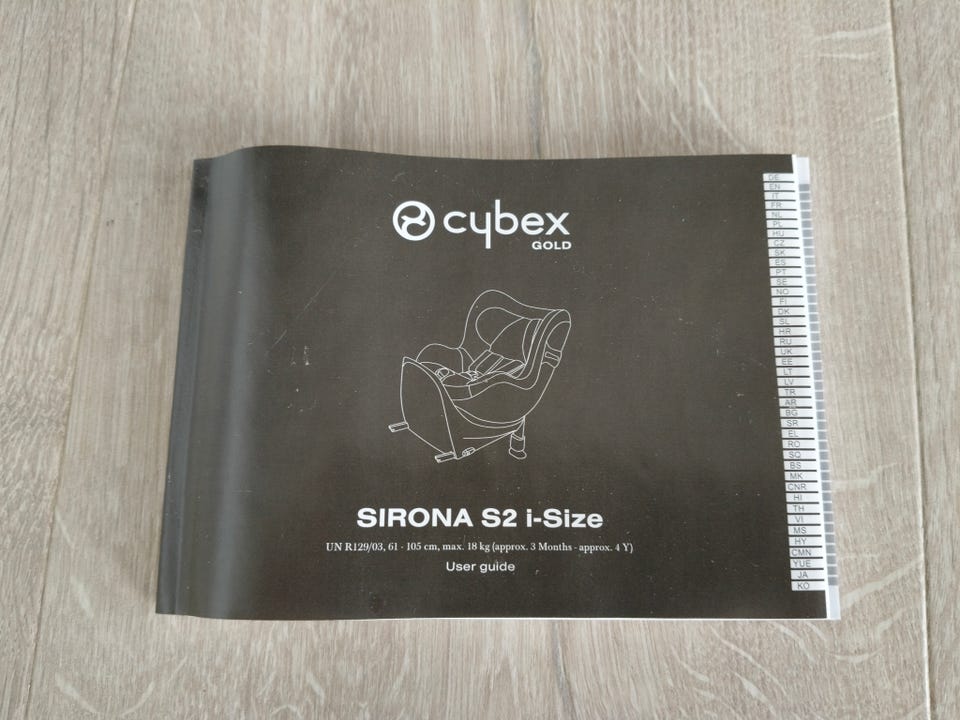 cybex
GOLD
SIRONA S2 i-Size
UN R129/03, 61 - 105 cm, max. 18 kg (approx. 3 Months - approx. 4 Y)
User guide
DE
EN
IT
FR
NL
PL
HU
CZ
SK
ES
PT
SE
NO
FI
DK
SL
HR
RU
UK
EE
LT
LV
TR
AR
BG
SR
EL
RO
SQ
BS
MK
CNR
HI
TH
VI
MS
HY
CMN
YUE
JA
KO